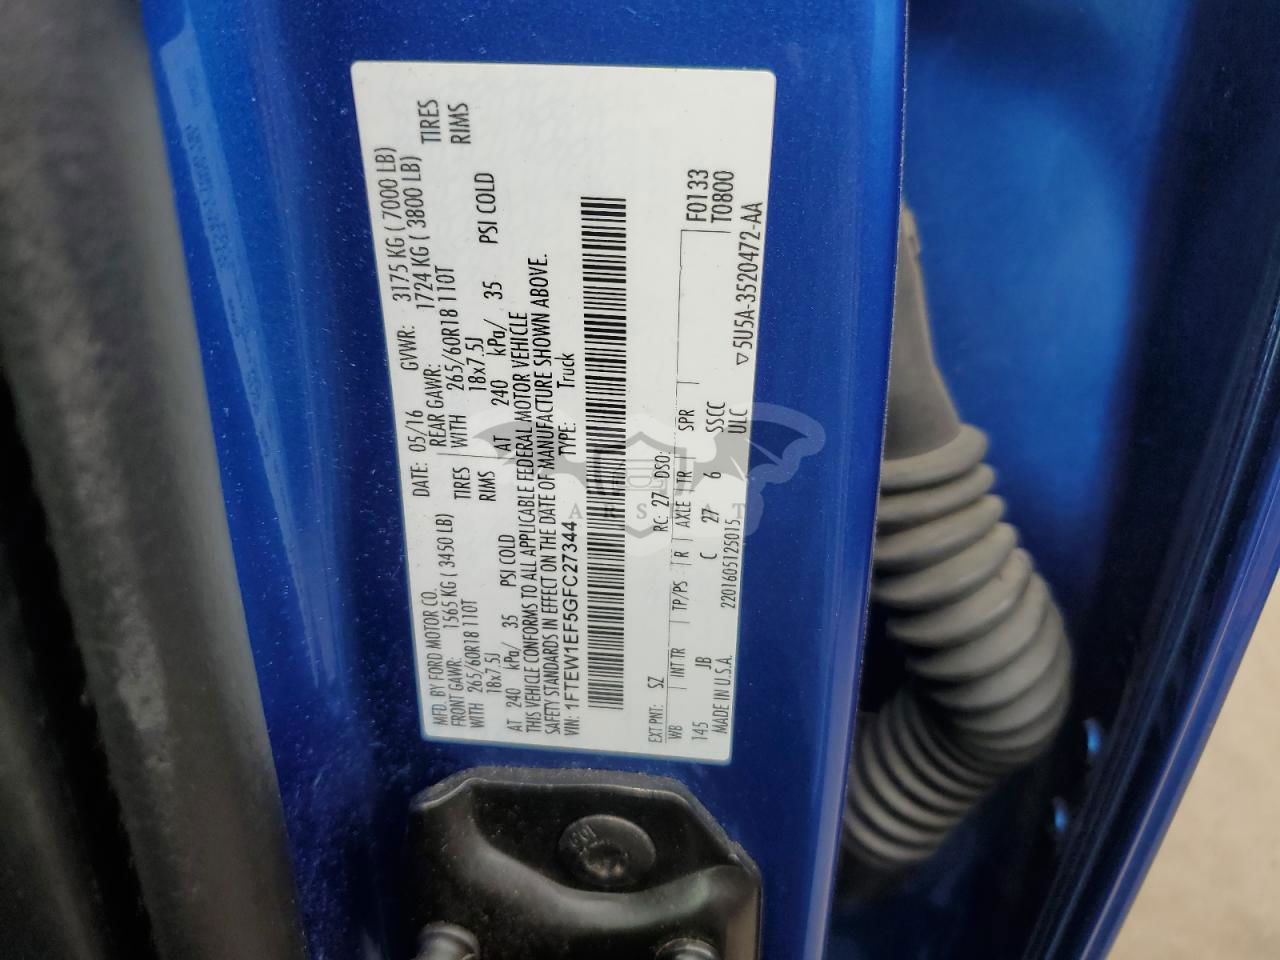 MFD. BY FORD MOTOR CO.
DATE: 05/16 GVWR: 3175 KG ( 7000 LB)
FRONT GAWR: 1565 KG ( 3450 LB)
REAR GAWR: 1724 KG ( 3800 LB)
WITH 265/60R18 110T TIRES
WITH 265/60R18 110T TIRES
18x7.5J RIMS
18x7.5J RIMS
AT 240 kPa/ 35 PSI COLD
AT 240 kPa/ 35 PSI COLD
THIS VEHICLE CONFORMS TO ALL APPLICABLE FEDERAL MOTOR VEHICLE
SAFETY STANDARDS IN EFFECT ON THE DATE OF MANUFACTURE SHOWN ABOVE.
VIN: 1FTEW1EF5GFC27344 TYPE: Truck
EXT PNT: SZ RC: 27 DSO: F0133
WB INT TR TP/PS R AXLE TR SPR T0800
145 JB C 27 6 SSCC
MADE IN U.S.A. 2201605125015 ULC ▽5U5A-3520472-AA